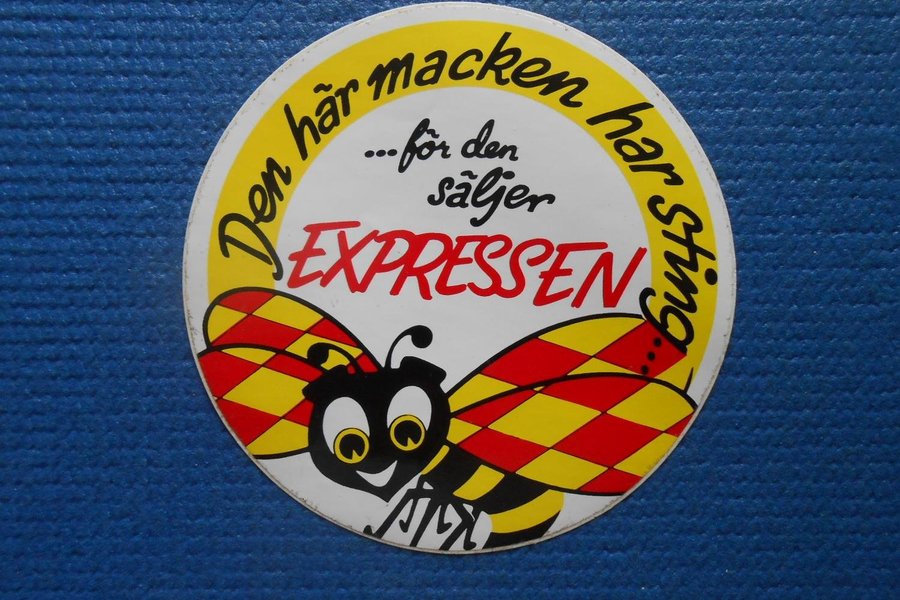 Den här macken har sting...
...för den
säljer
EXPRESSEN